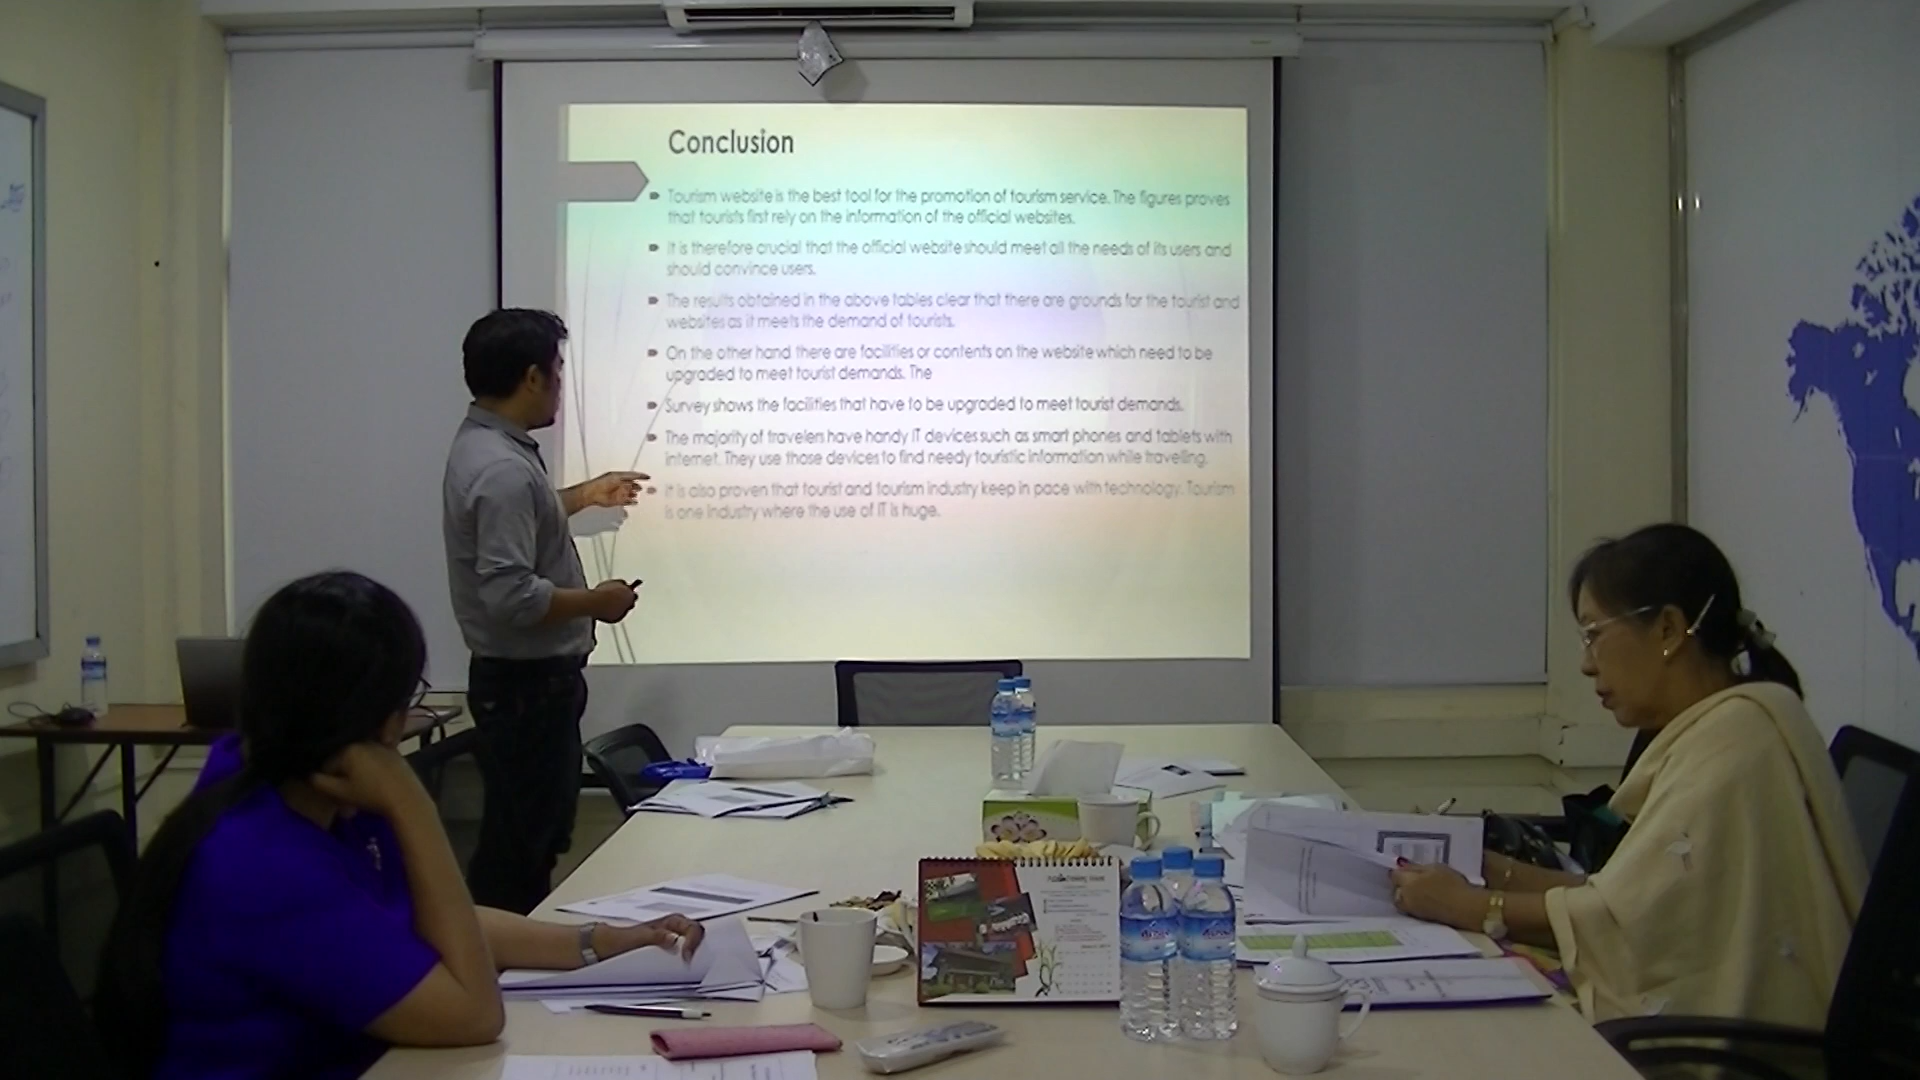 Conclusion
Tourism website is the best tool for the promotion of tourism service. The figures proves
that tourists first rely on the information of the official websites.
It is therefore crucial that the official website should meet all the needs of its users and
should convince users.
The results obtained in the above tables clear that there are grounds for the tourist and
websites as it meets the demand of tourists.
On the other hand there are facilities or contents on the website which need to be
upgraded to meet tourist demands. The
Survey shows the facilities that have to be upgraded to meet tourist demands.
The majority of travelers have handy IT devices such as smart phones and tablets with
internet. They use those devices to find needy touristic information while travelling.
It is also proven that tourist and tourism industry keep in pace with technology. Tourism
is one industry where the use of IT is huge.